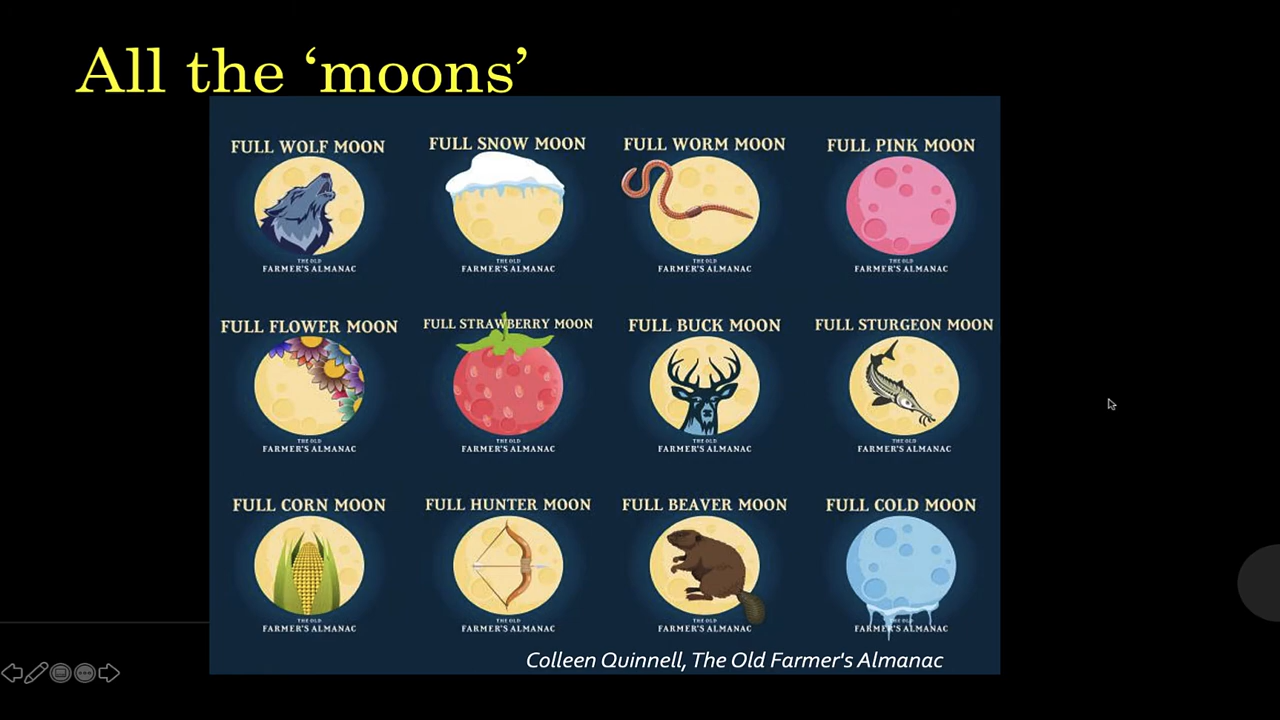 All the ‘moons’
FULL WOLF MOON
THE OLD
FARMER'S ALMANAC
FULL SNOW MOON
THE OLD
FARMER'S ALMANAC
FULL WORM MOON
THE OLD
FARMER'S ALMANAC
FULL PINK MOON
THE OLD
FARMER'S ALMANAC
FULL FLOWER MOON
THE OLD
FARMER'S ALMANAC
FULL STRAWBERRY MOON
THE OLD
FARMER'S ALMANAC
FULL BUCK MOON
THE OLD
FARMER'S ALMANAC
FULL STURGEON MOON
THE OLD
FARMER'S ALMANAC
FULL CORN MOON
THE OLD
FARMER'S ALMANAC
FULL HUNTER MOON
THE OLD
FARMER'S ALMANAC
FULL BEAVER MOON
THE OLD
FARMER'S ALMANAC
FULL COLD MOON
THE OLD
FARMER'S ALMANAC
Colleen Quinnell, The Old Farmer's Almanac